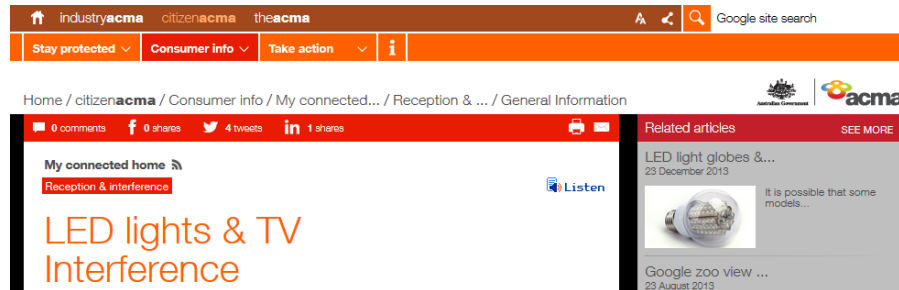 industryacma citizenacma theacma Google site search
Stay protected Consumer info Take action i
Home / citizenacma / Consumer info / My connected... / Reception & ... / General Information
Australian Government acma
0 comments f 0 shares 4 tweets in 1 shares
Related articles SEE MORE
My connected home
Reception & interference
Listen
LED lights & TV
Interference
LED light globes &...
23 December 2013
It is possible that some
models...
Google zoo view ...
23 August 2013